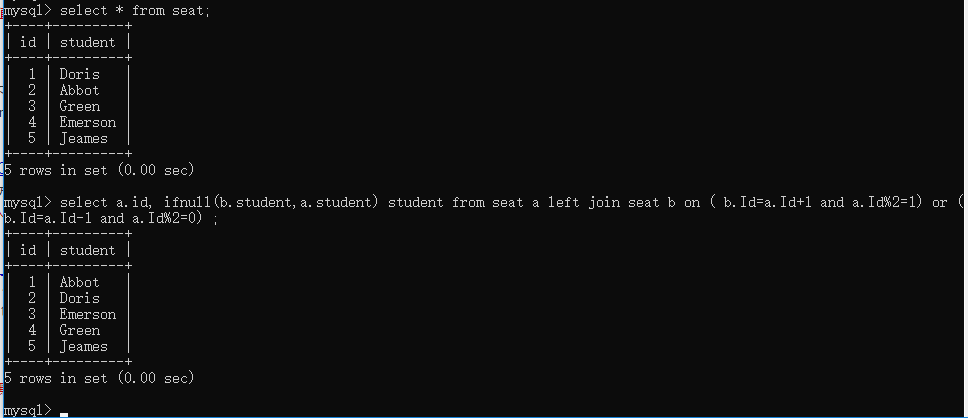 mysql> select * from seat;
+----+---------+
| id | student |
+----+---------+
|  1 | Doris   |
|  2 | Abbot   |
|  3 | Green   |
|  4 | Emerson |
|  5 | Jeames  |
+----+---------+
5 rows in set (0.00 sec)
mysql> select a.id, ifnull(b.student,a.student) student from seat a left join seat b on ( b.Id=a.Id+1 and a.Id%2=1) or (
b.Id=a.Id-1 and a.Id%2=0) ;
+----+---------+
| id | student |
+----+---------+
|  1 | Abbot   |
|  2 | Doris   |
|  3 | Emerson |
|  4 | Green   |
|  5 | Jeames  |
+----+---------+
5 rows in set (0.00 sec)
mysql>